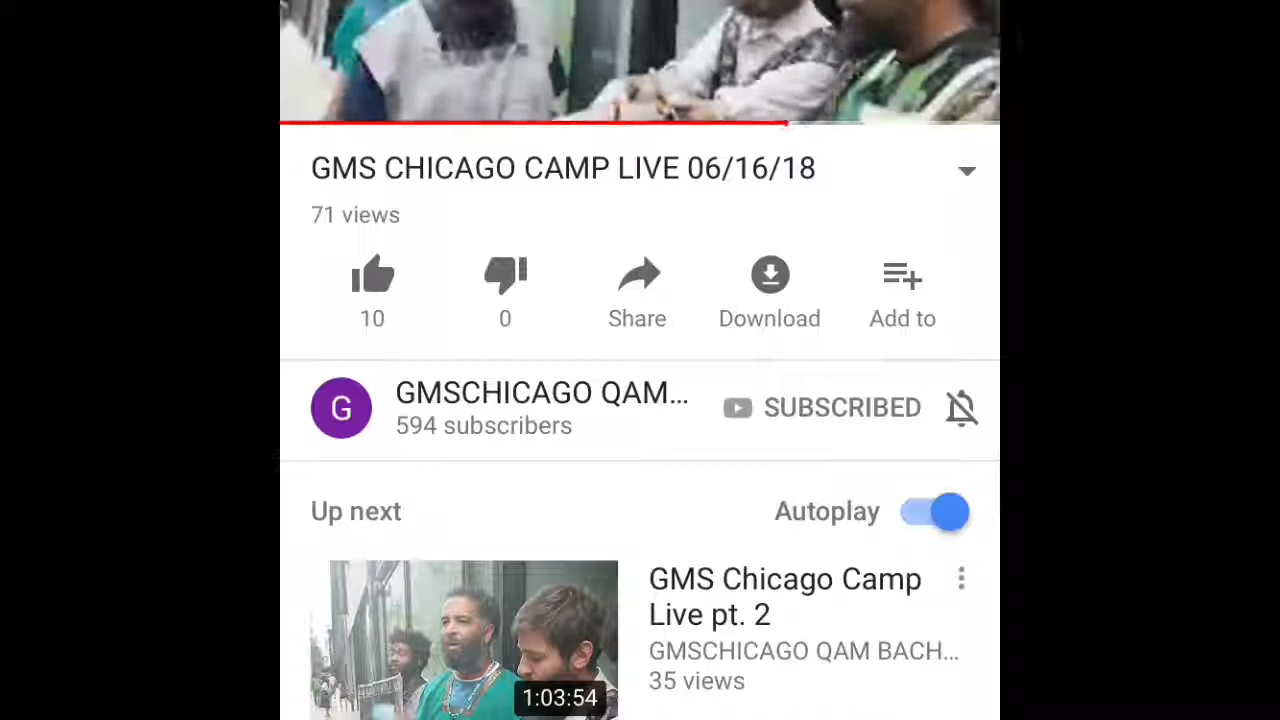 GMS CHICAGO CAMP LIVE 06/16/18
71 views
10
0
Share
Download
Add to
G
GMSCHICAGO QAM...
594 subscribers
SUBSCRIBED
Up next
Autoplay
GMS Chicago Camp
Live pt. 2
GMSCHICAGO QAM BACH...
35 views
1:03:54